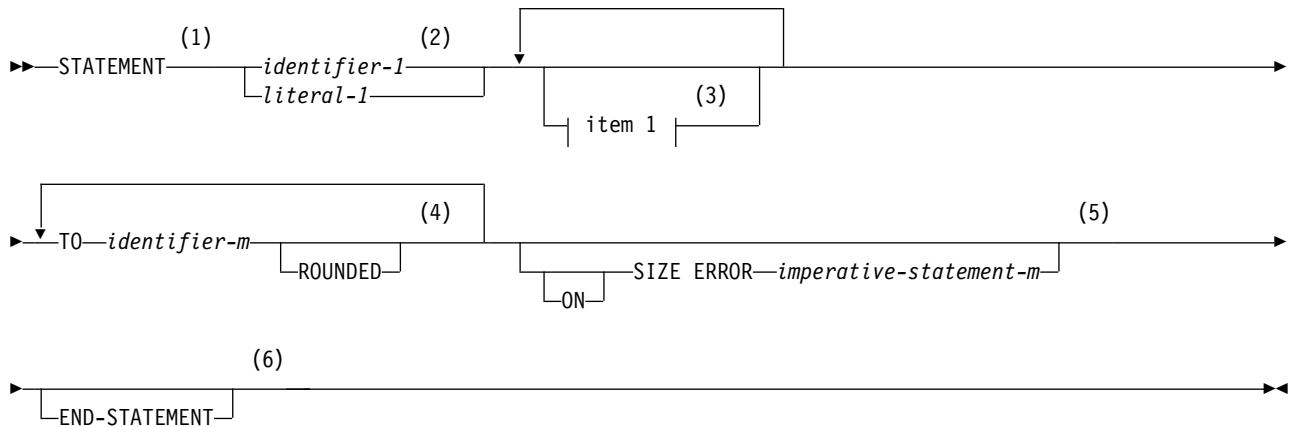 (1) (2)
STATEMENT identifier-1
literal-1 (3)
item 1
(4) (5)
TO identifier-m
ROUNDED SIZE ERROR imperative-statement-m
ON
(6)
END-STATEMENT